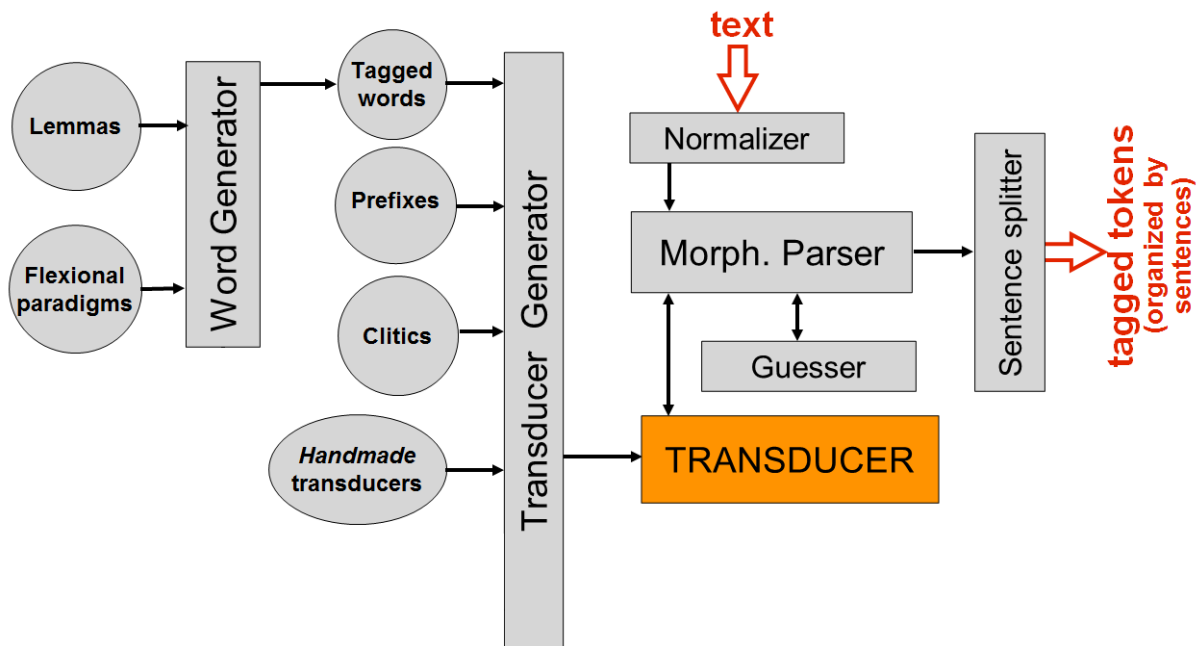 text
Lemmas
Flexional
paradigms
Word Generator
Tagged
words
Prefixes
Clitics
Handmade
transducers
Transducer Generator
Normalizer
Morph. Parser
Guesser
TRANSDUCER
Sentence splitter
tagged tokens
(organized by
sentences)